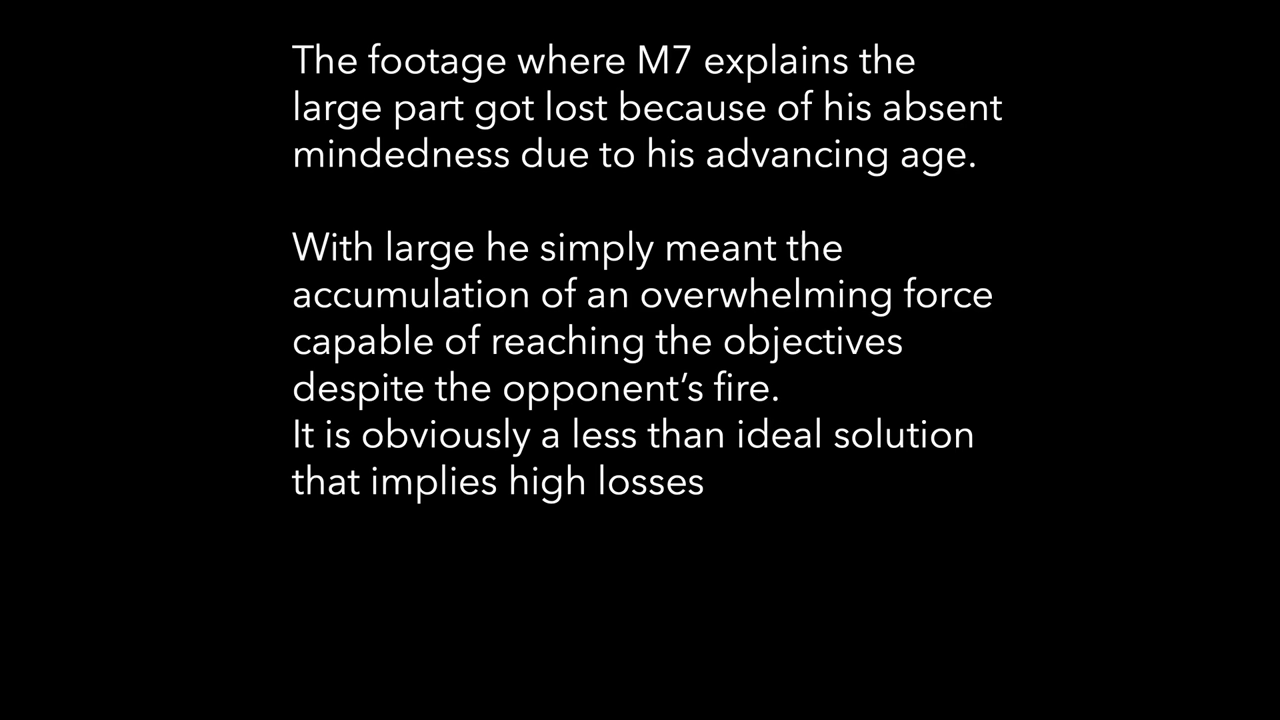 The footage where M7 explains the
large part got lost because of his absent
mindedness due to his advancing age.
With large he simply meant the
accumulation of an overwhelming force
capable of reaching the objectives
despite the opponent’s fire.
It is obviously a less than ideal solution
that implies high losses